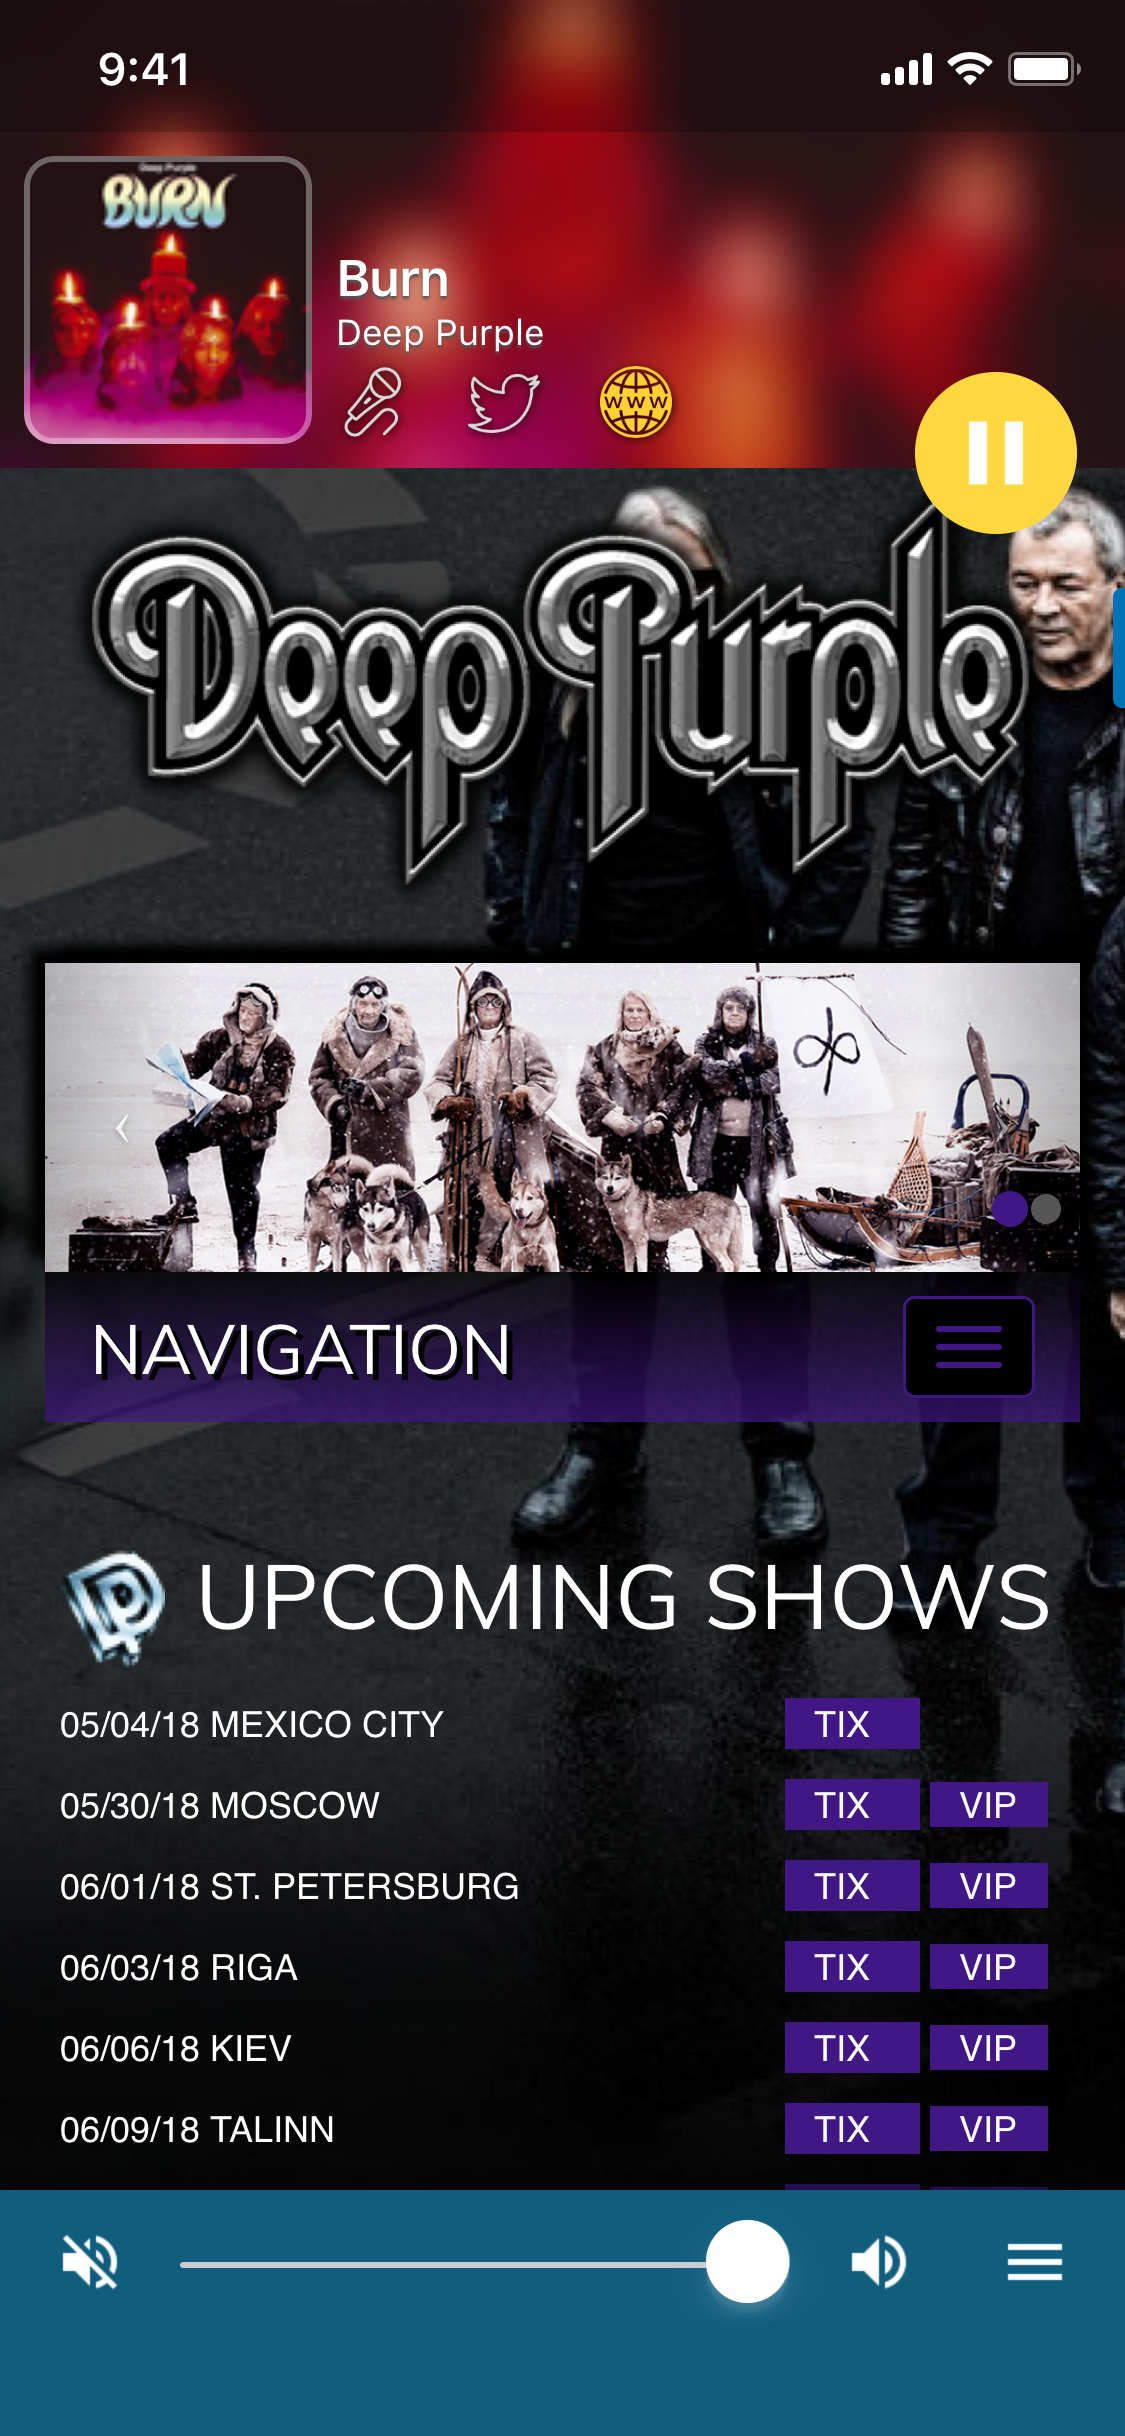 9:41
Deep Purple
BURN
Burn
Deep Purple
WWW
Deep Purple
NAVIGATION
UPCOMING SHOWS
05/04/18 MEXICO CITY TIX
05/30/18 MOSCOW TIX VIP
06/01/18 ST. PETERSBURG TIX VIP
06/03/18 RIGA TIX VIP
06/06/18 KIEV TIX VIP
06/09/18 TALINN TIX VIP